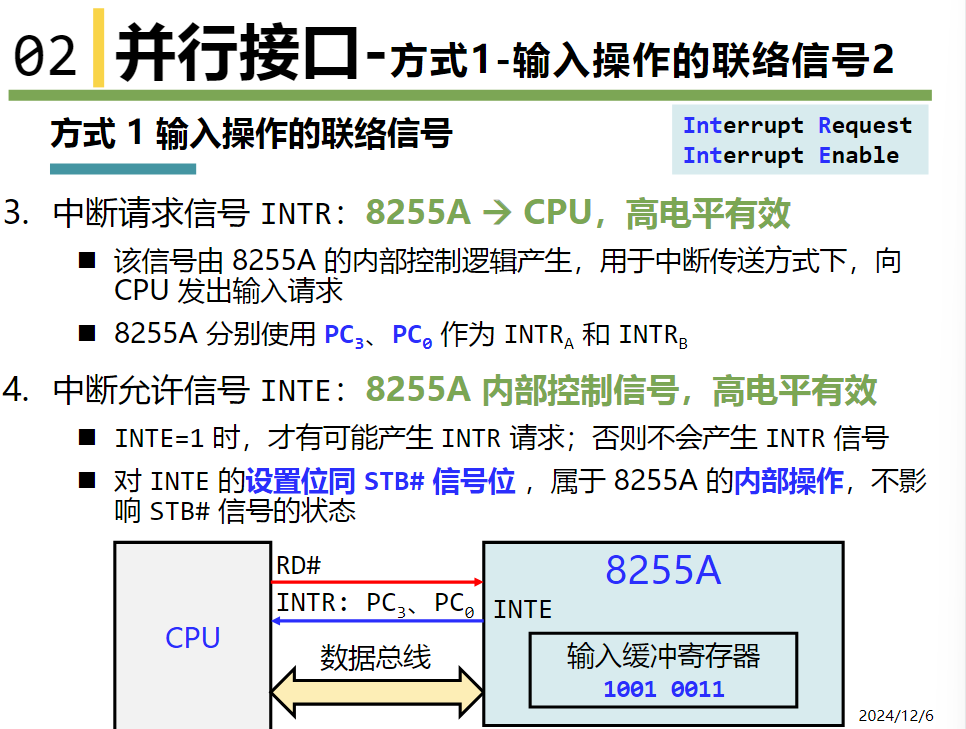 02 并行接口-方式1-输入操作的联络信号2
方式 1 输入操作的联络信号
Interrupt Request
Interrupt Enable
3. 中断请求信号 INTR：8255A → CPU，高电平有效
■ 该信号由 8255A 的内部控制逻辑产生，用于中断传送方式下，向
CPU 发出输入请求
■ 8255A 分别使用 PC₃、PC₀ 作为 INTR_A 和 INTR_B
4. 中断允许信号 INTE：8255A 内部控制信号，高电平有效
■ INTE=1 时，才有可能产生 INTR 请求；否则不会产生 INTR 信号
■ 对 INTE 的设置位同 STB# 信号位 ，属于 8255A 的内部操作，不影
响 STB# 信号的状态
RD#
8255A
INTR: PC₃、PC₀
INTE
CPU
数据总线
输入缓冲寄存器
1001 0011
2024/12/6